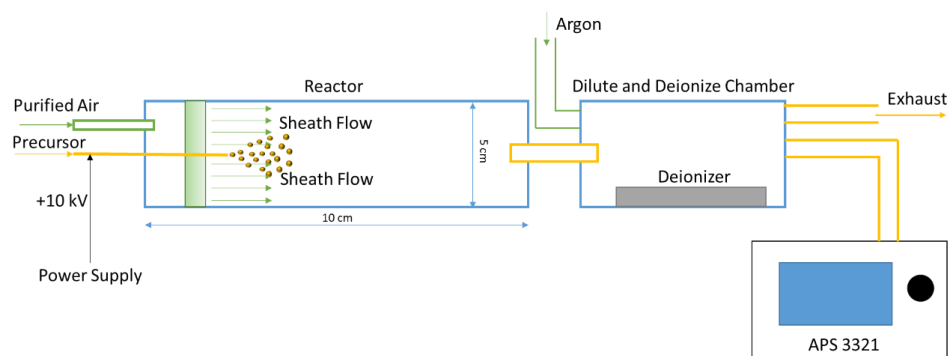 Argon
Reactor
Dilute and Deionize Chamber
Purified Air
Exhaust
Sheath Flow
Precursor
5 cm
Sheath Flow
Deionizer
+10 kV
10 cm
Power Supply
APS 3321